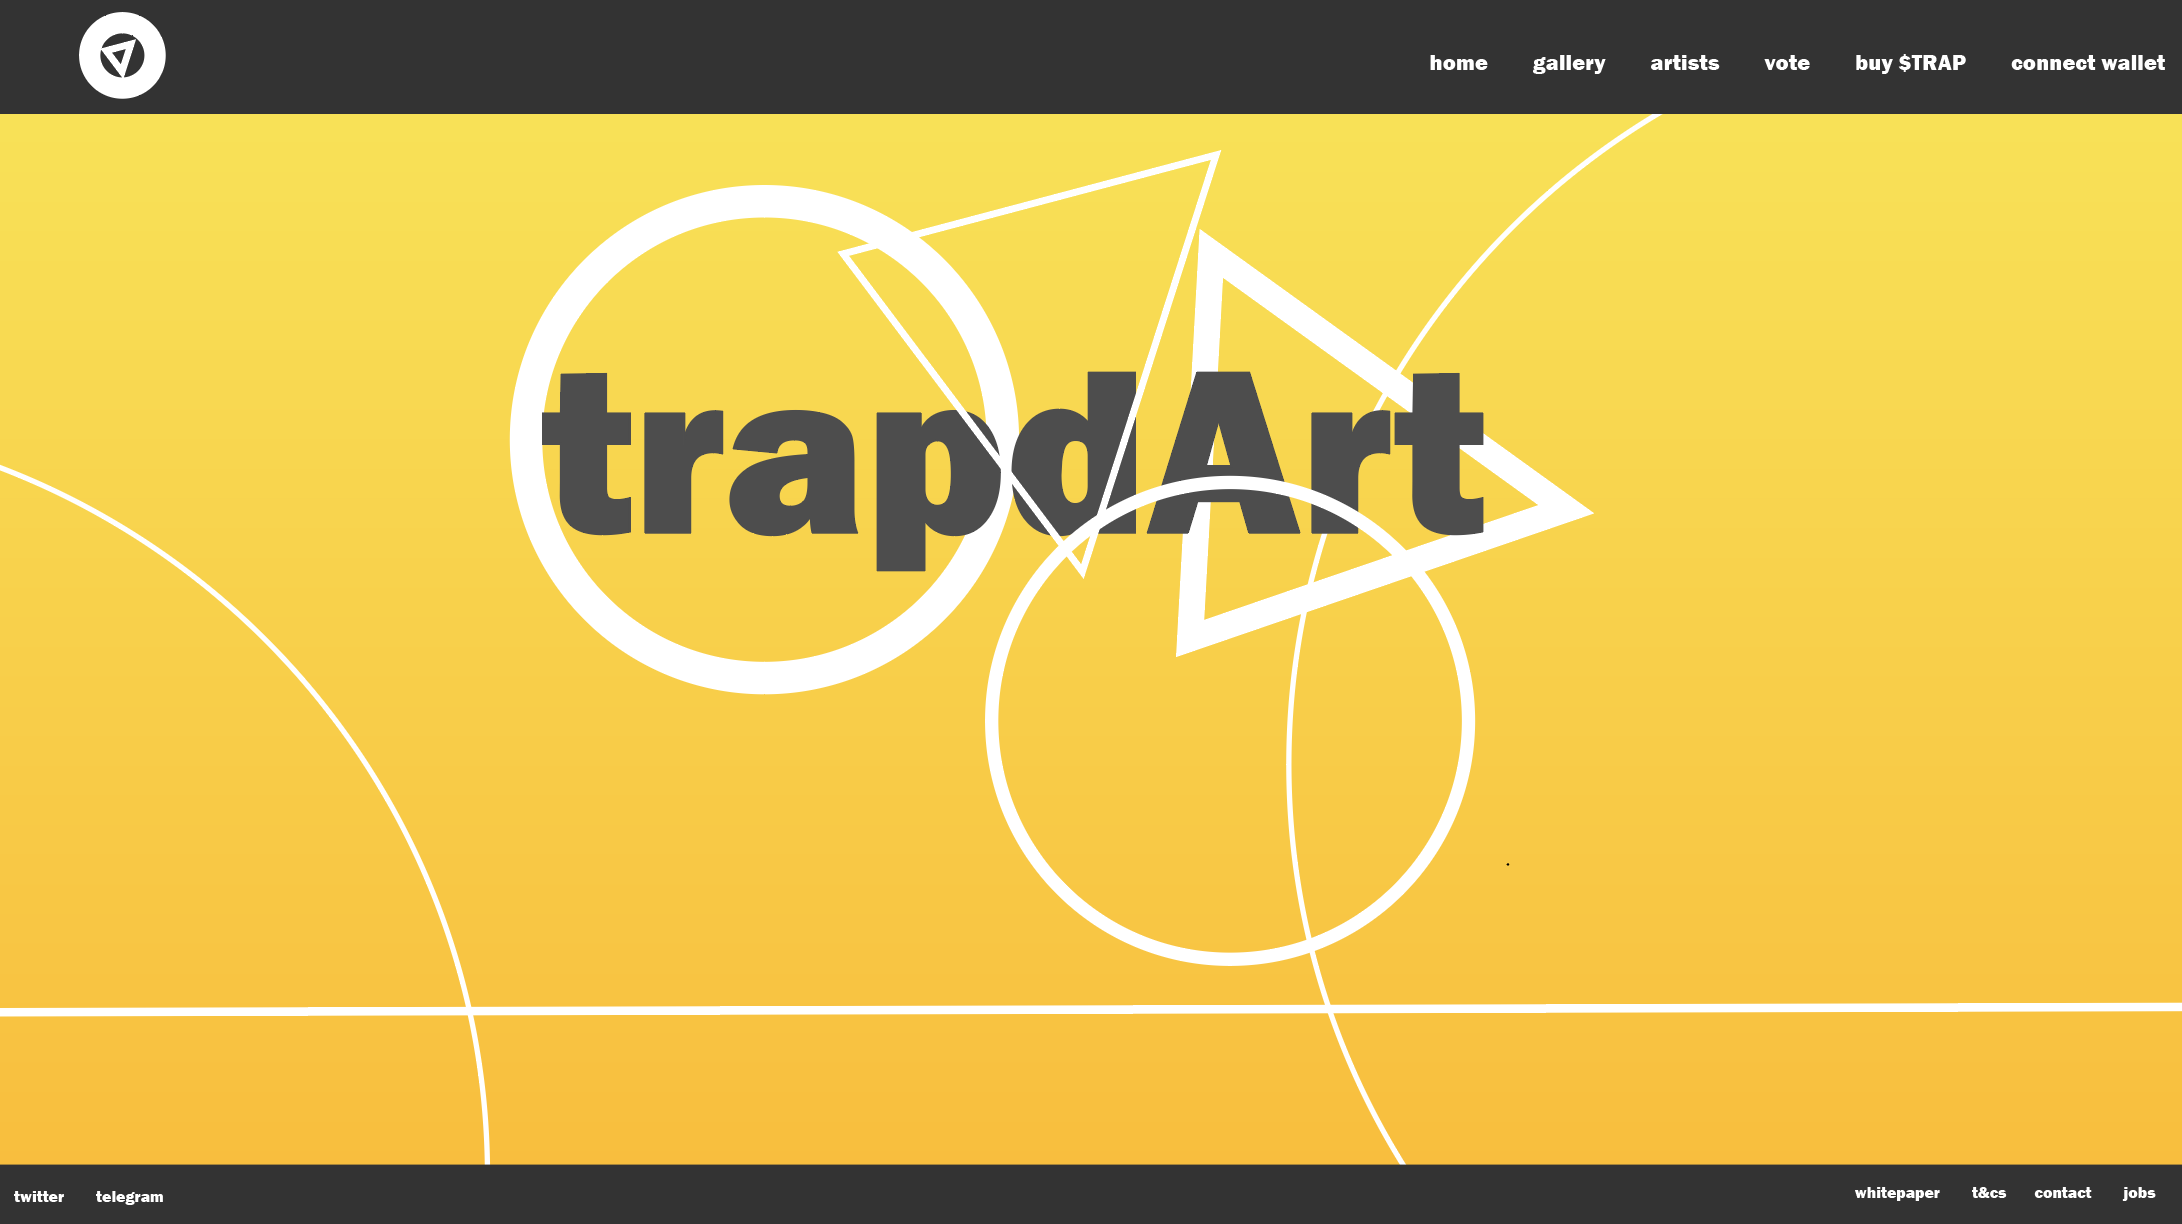 home gallery artists vote buy $TRAP connect wallet
trapdArt
twitter telegram whitepaper t&cs contact jobs